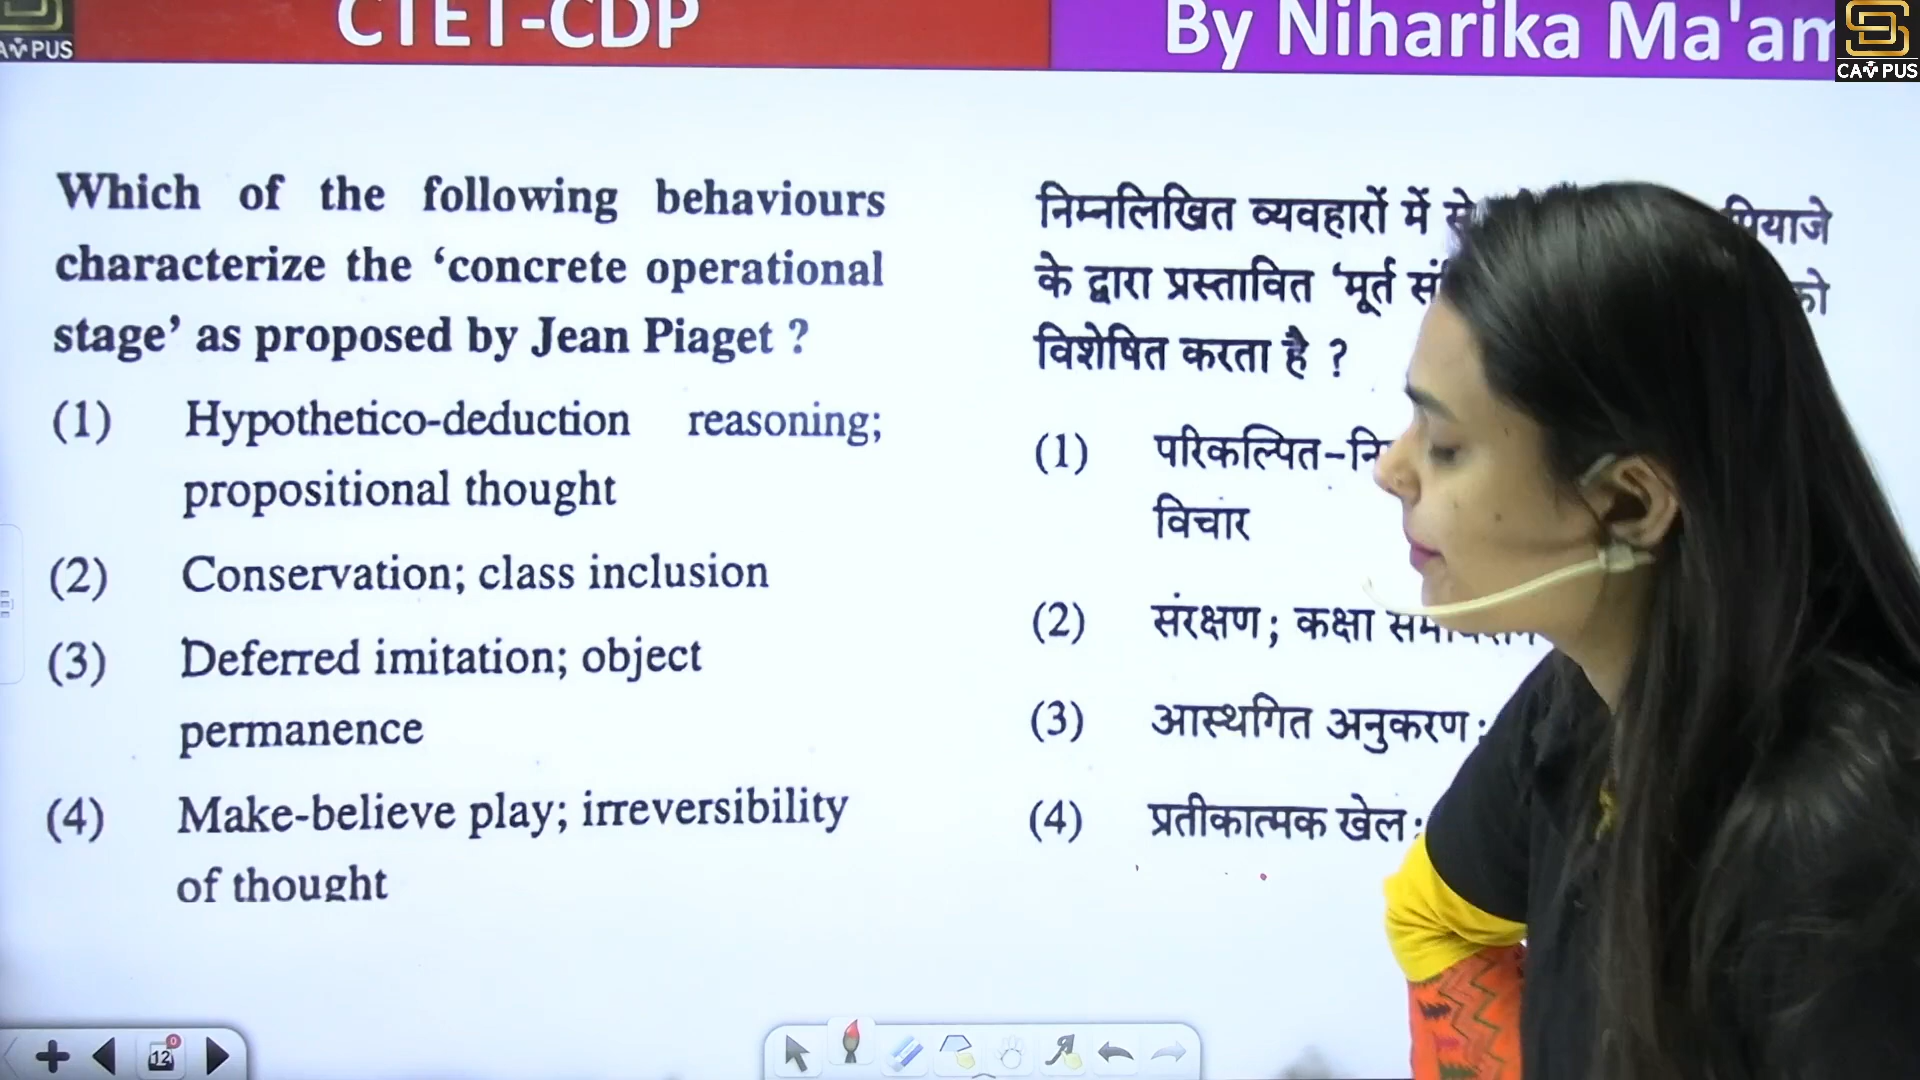 CTET-CDP
By Niharika Ma'am
CAMPUS
CAMPUS
Which of the following behaviours
characterize the ‘concrete operational
stage’ as proposed by Jean Piaget ?
(1) Hypothetico-deduction reasoning;
propositional thought
(2) Conservation; class inclusion
(3) Deferred imitation; object
permanence
(4) Make-believe play; irreversibility
of thought
निम्नलिखित व्यवहारों में से पियाजे
के द्वारा प्रस्तावित ‘मूर्त को
विशेषित करता है ?
(1) परिकल्पित-
विचार
(2) संरक्षण; कक्षा
(3) आस्थगित अनुकरण;
(4) प्रतीकात्मक खेल;
12
0